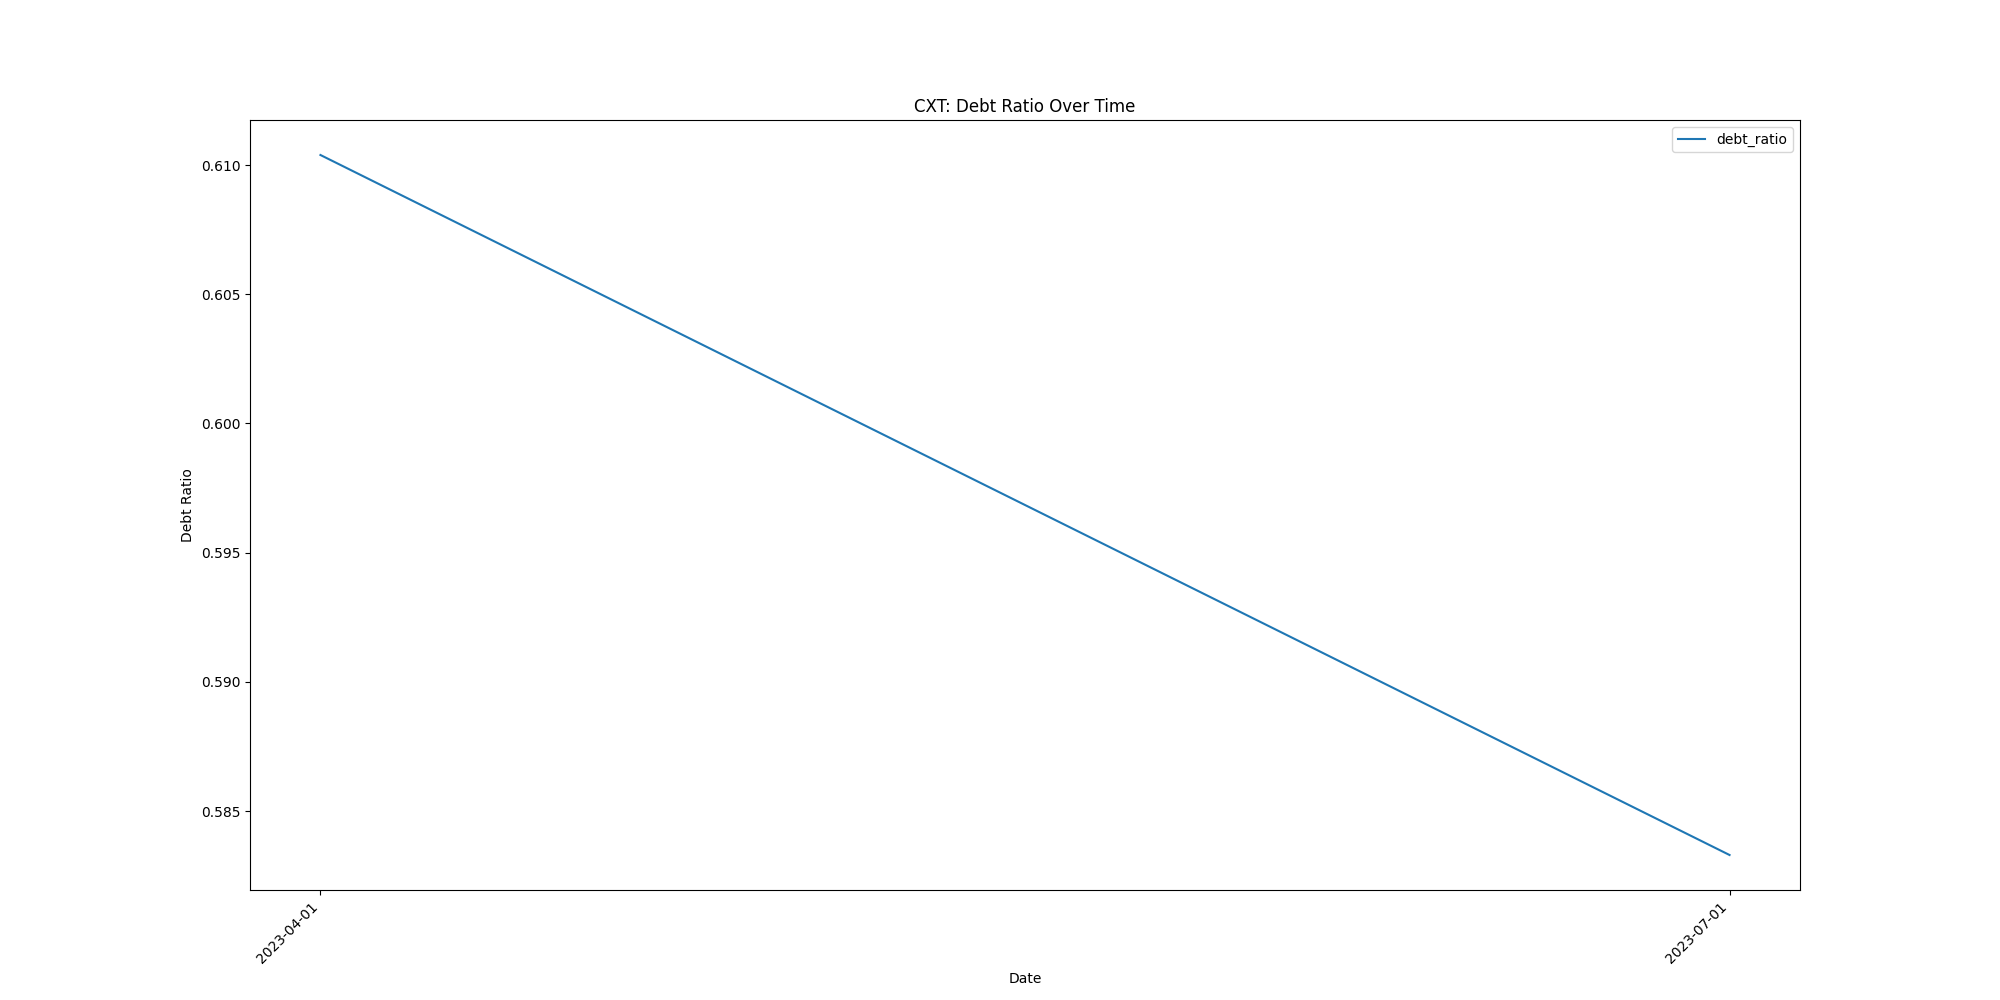 CXT: Debt Ratio Over Time
debt_ratio
0.610
0.605
0.600
0.595
0.590
0.585
Debt Ratio
2023-04-01
2023-07-01
Date